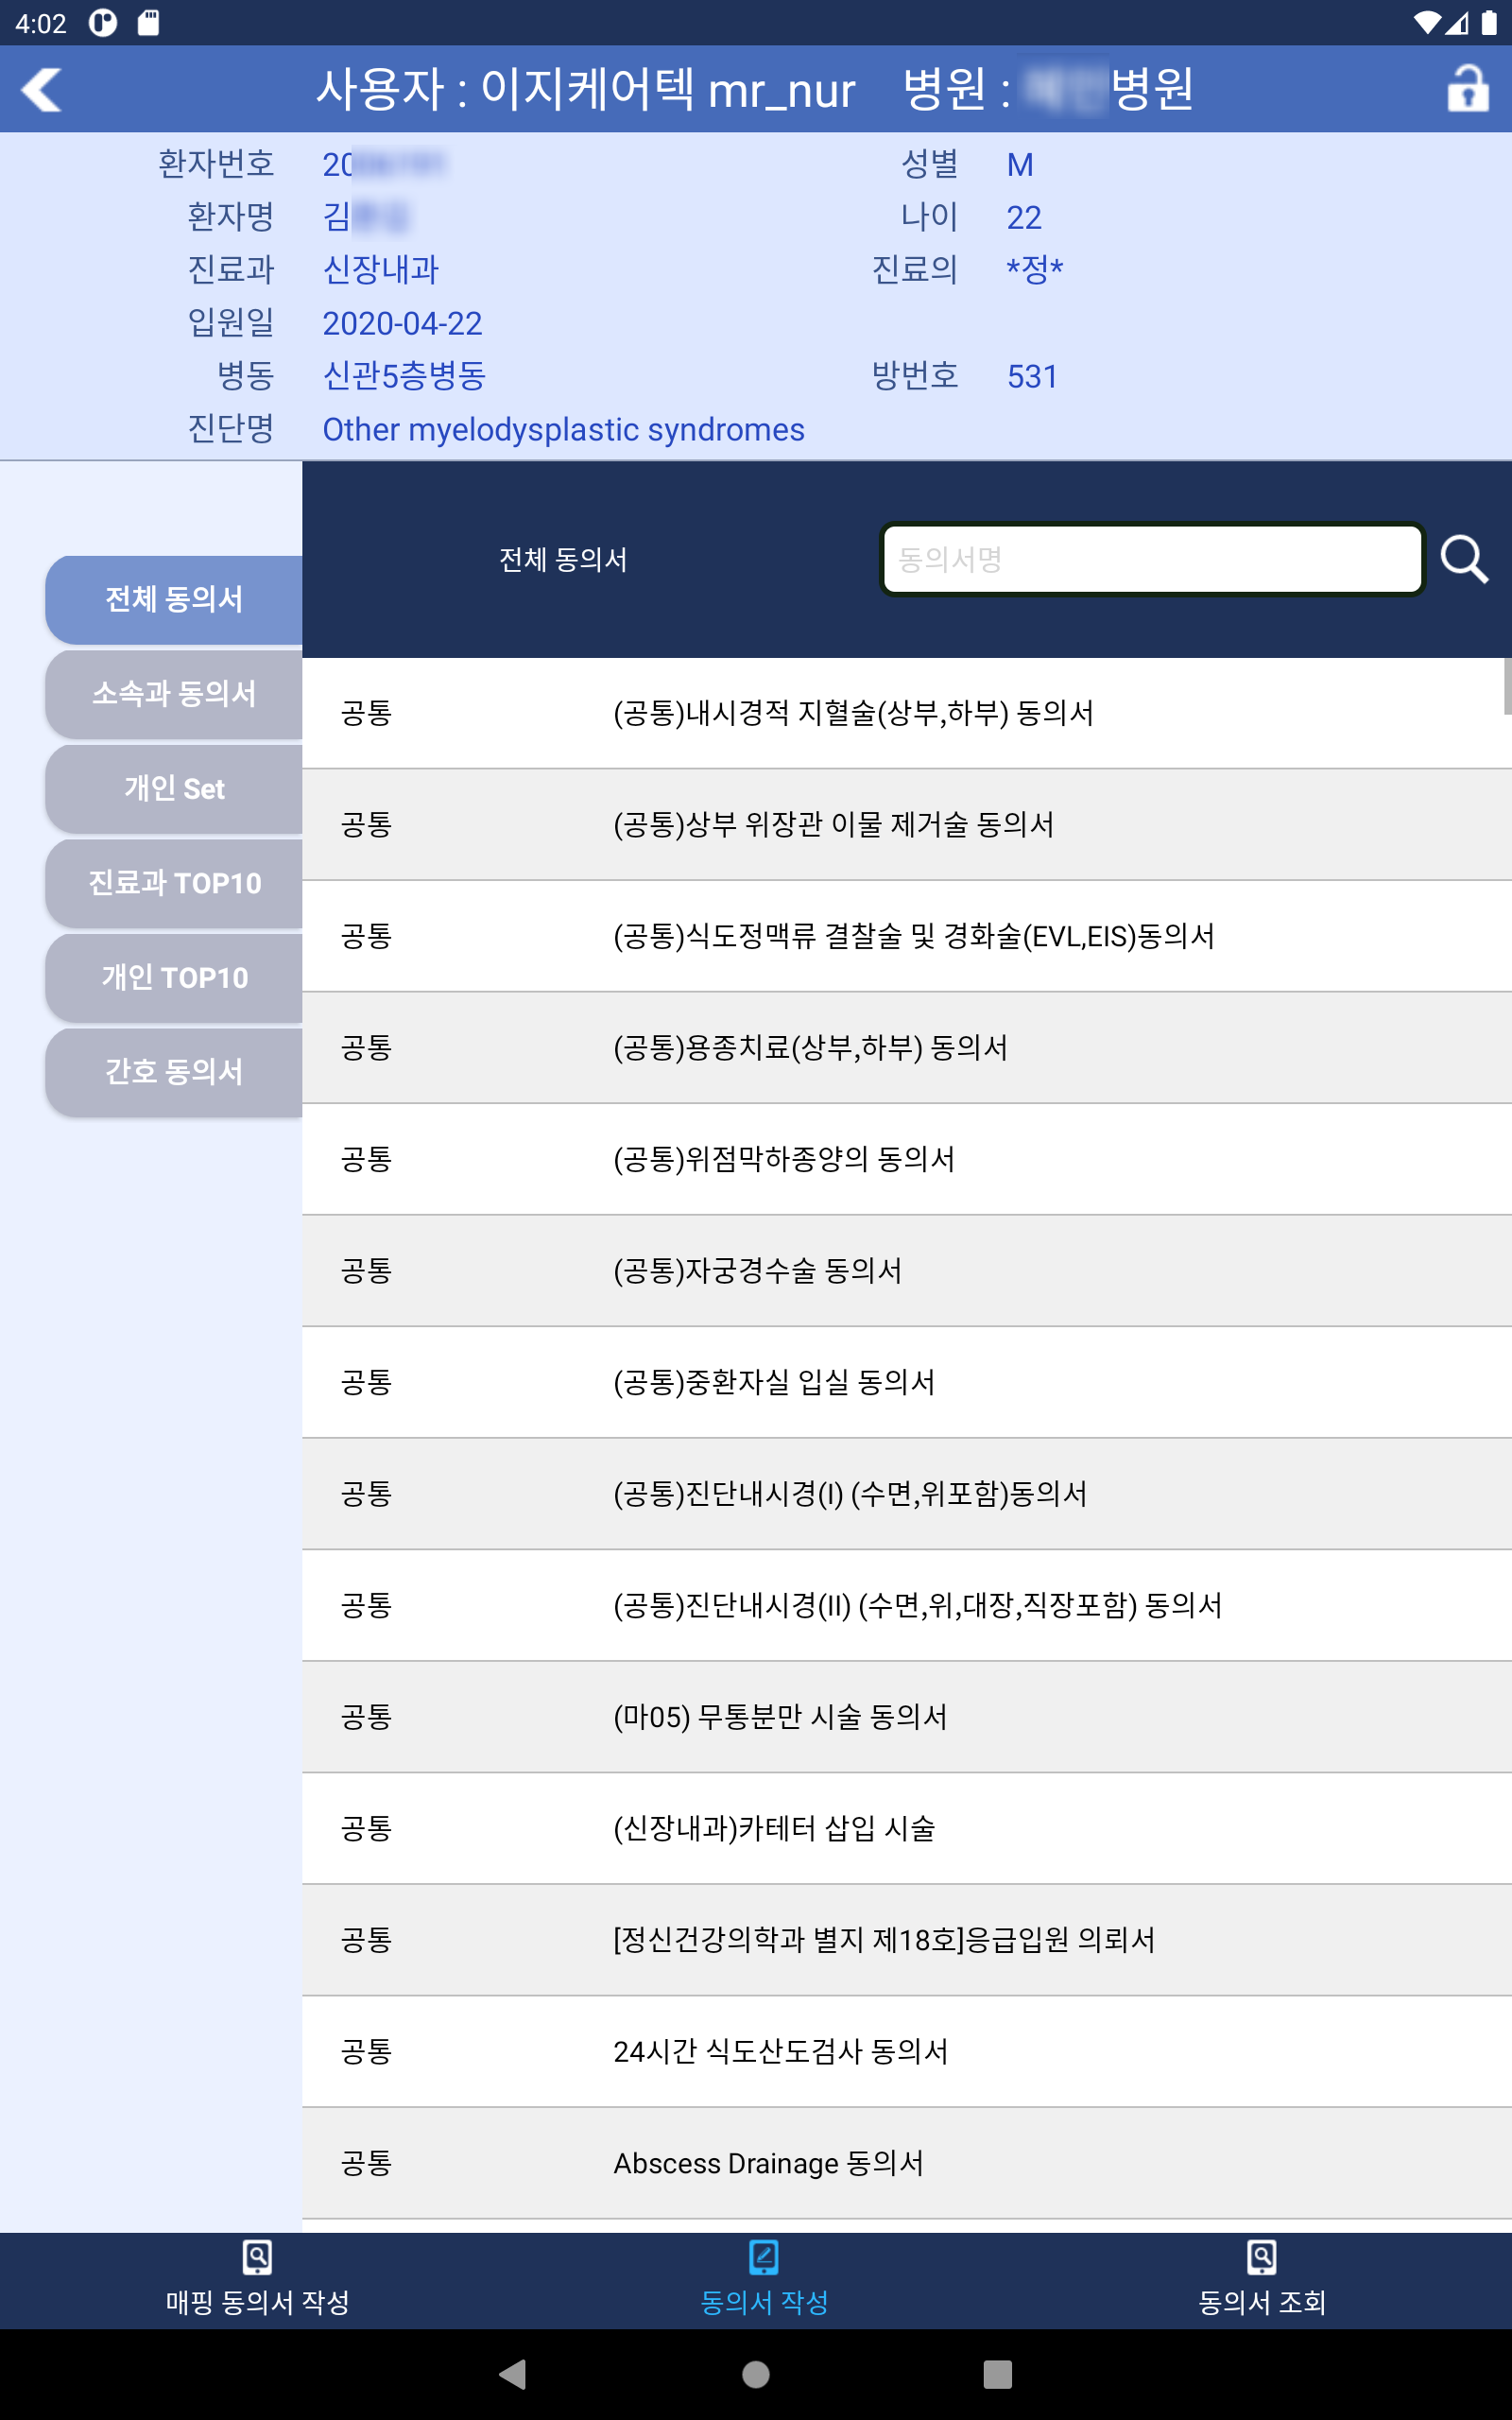 4:02
사용자 : 이지케어텍 mr_nur 병원 : 병원
환자번호 20 성별 M
환자명 김 나이 22
진료과 신장내과 진료의 *정*
입원일 2020-04-22
병동 신관5층병동 방번호 531
진단명 Other myelodysplastic syndromes
전체 동의서 동의서명
전체 동의서
소속과 동의서
개인 Set
진료과 TOP10
개인 TOP10
간호 동의서
공통 (공통)내시경적 지혈술(상부,하부) 동의서
공통 (공통)상부 위장관 이물 제거술 동의서
공통 (공통)식도정맥류 결찰술 및 경화술(EVL,EIS)동의서
공통 (공통)용종치료(상부,하부) 동의서
공통 (공통)위점막하종양의 동의서
공통 (공통)자궁경수술 동의서
공통 (공통)중환자실 입실 동의서
공통 (공통)진단내시경(I) (수면,위포함)동의서
공통 (공통)진단내시경(II) (수면,위,대장,직장포함) 동의서
공통 (마05) 무통분만 시술 동의서
공통 (신장내과)카테터 삽입 시술
공통 [정신건강의학과 별지 제18호]응급입원 의뢰서
공통 24시간 식도산도검사 동의서
공통 Abscess Drainage 동의서
매핑 동의서 작성 동의서 작성 동의서 조회